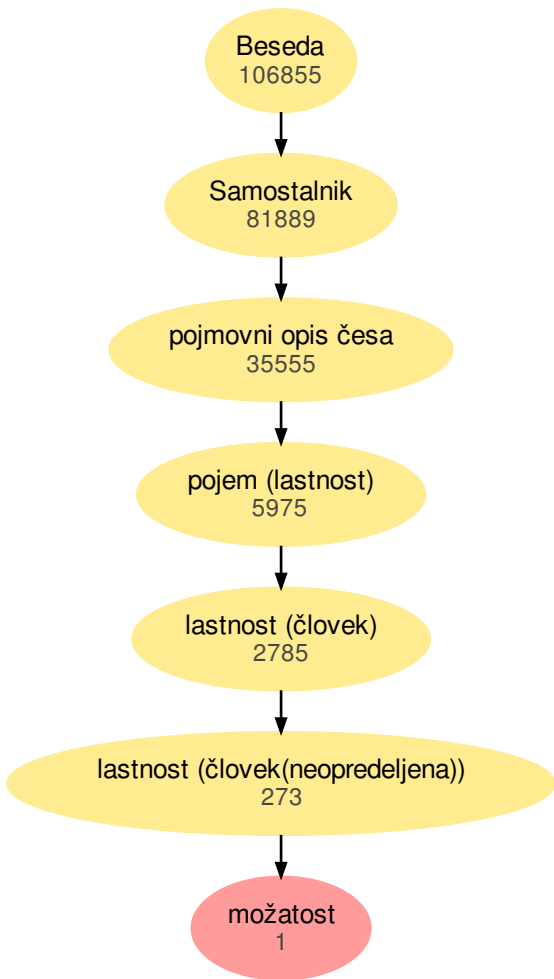 Beseda
106855
Samostalnik
81889
pojmovni opis česa
35555
pojem (lastnost)
5975
lastnost (človek)
2785
lastnost (človek(neopredeljena))
273
možatost
1